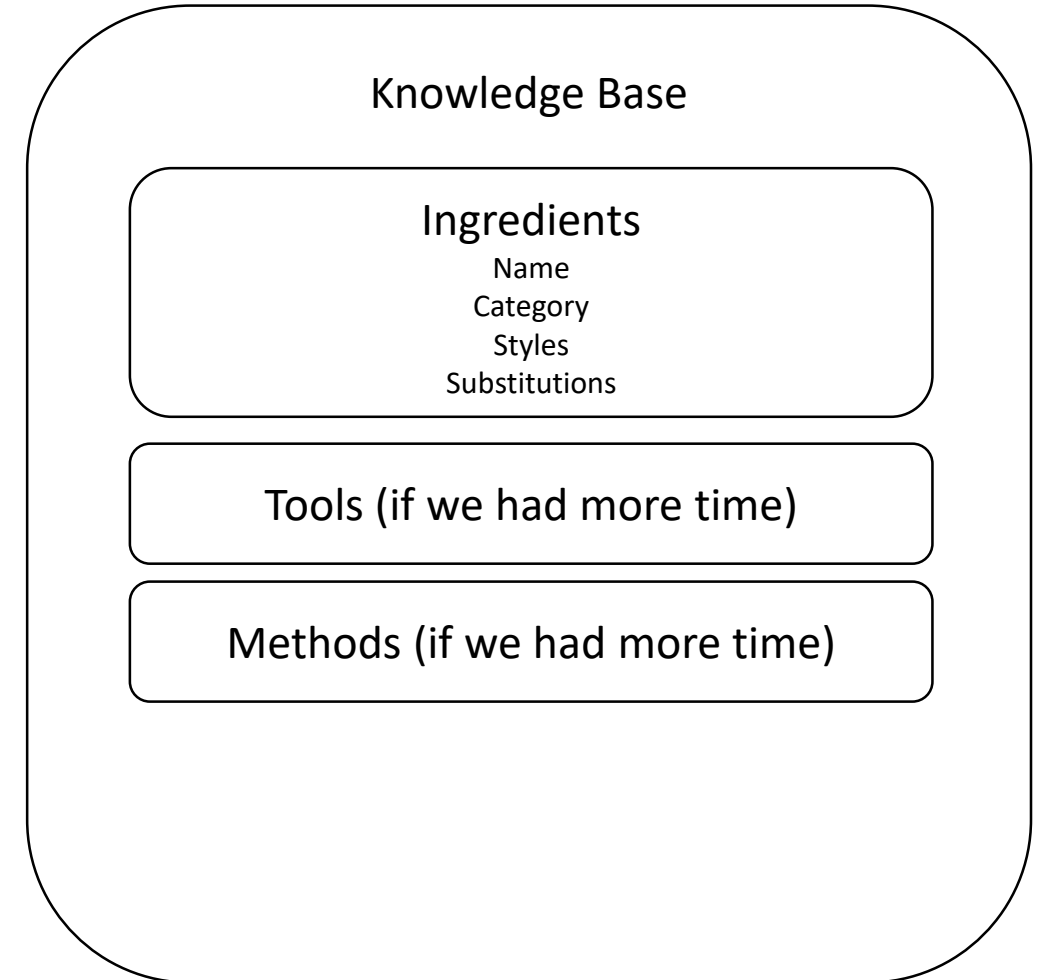 Knowledge Base
Ingredients
Name
Category
Styles
Substitutions
Tools (if we had more time)
Methods (if we had more time)